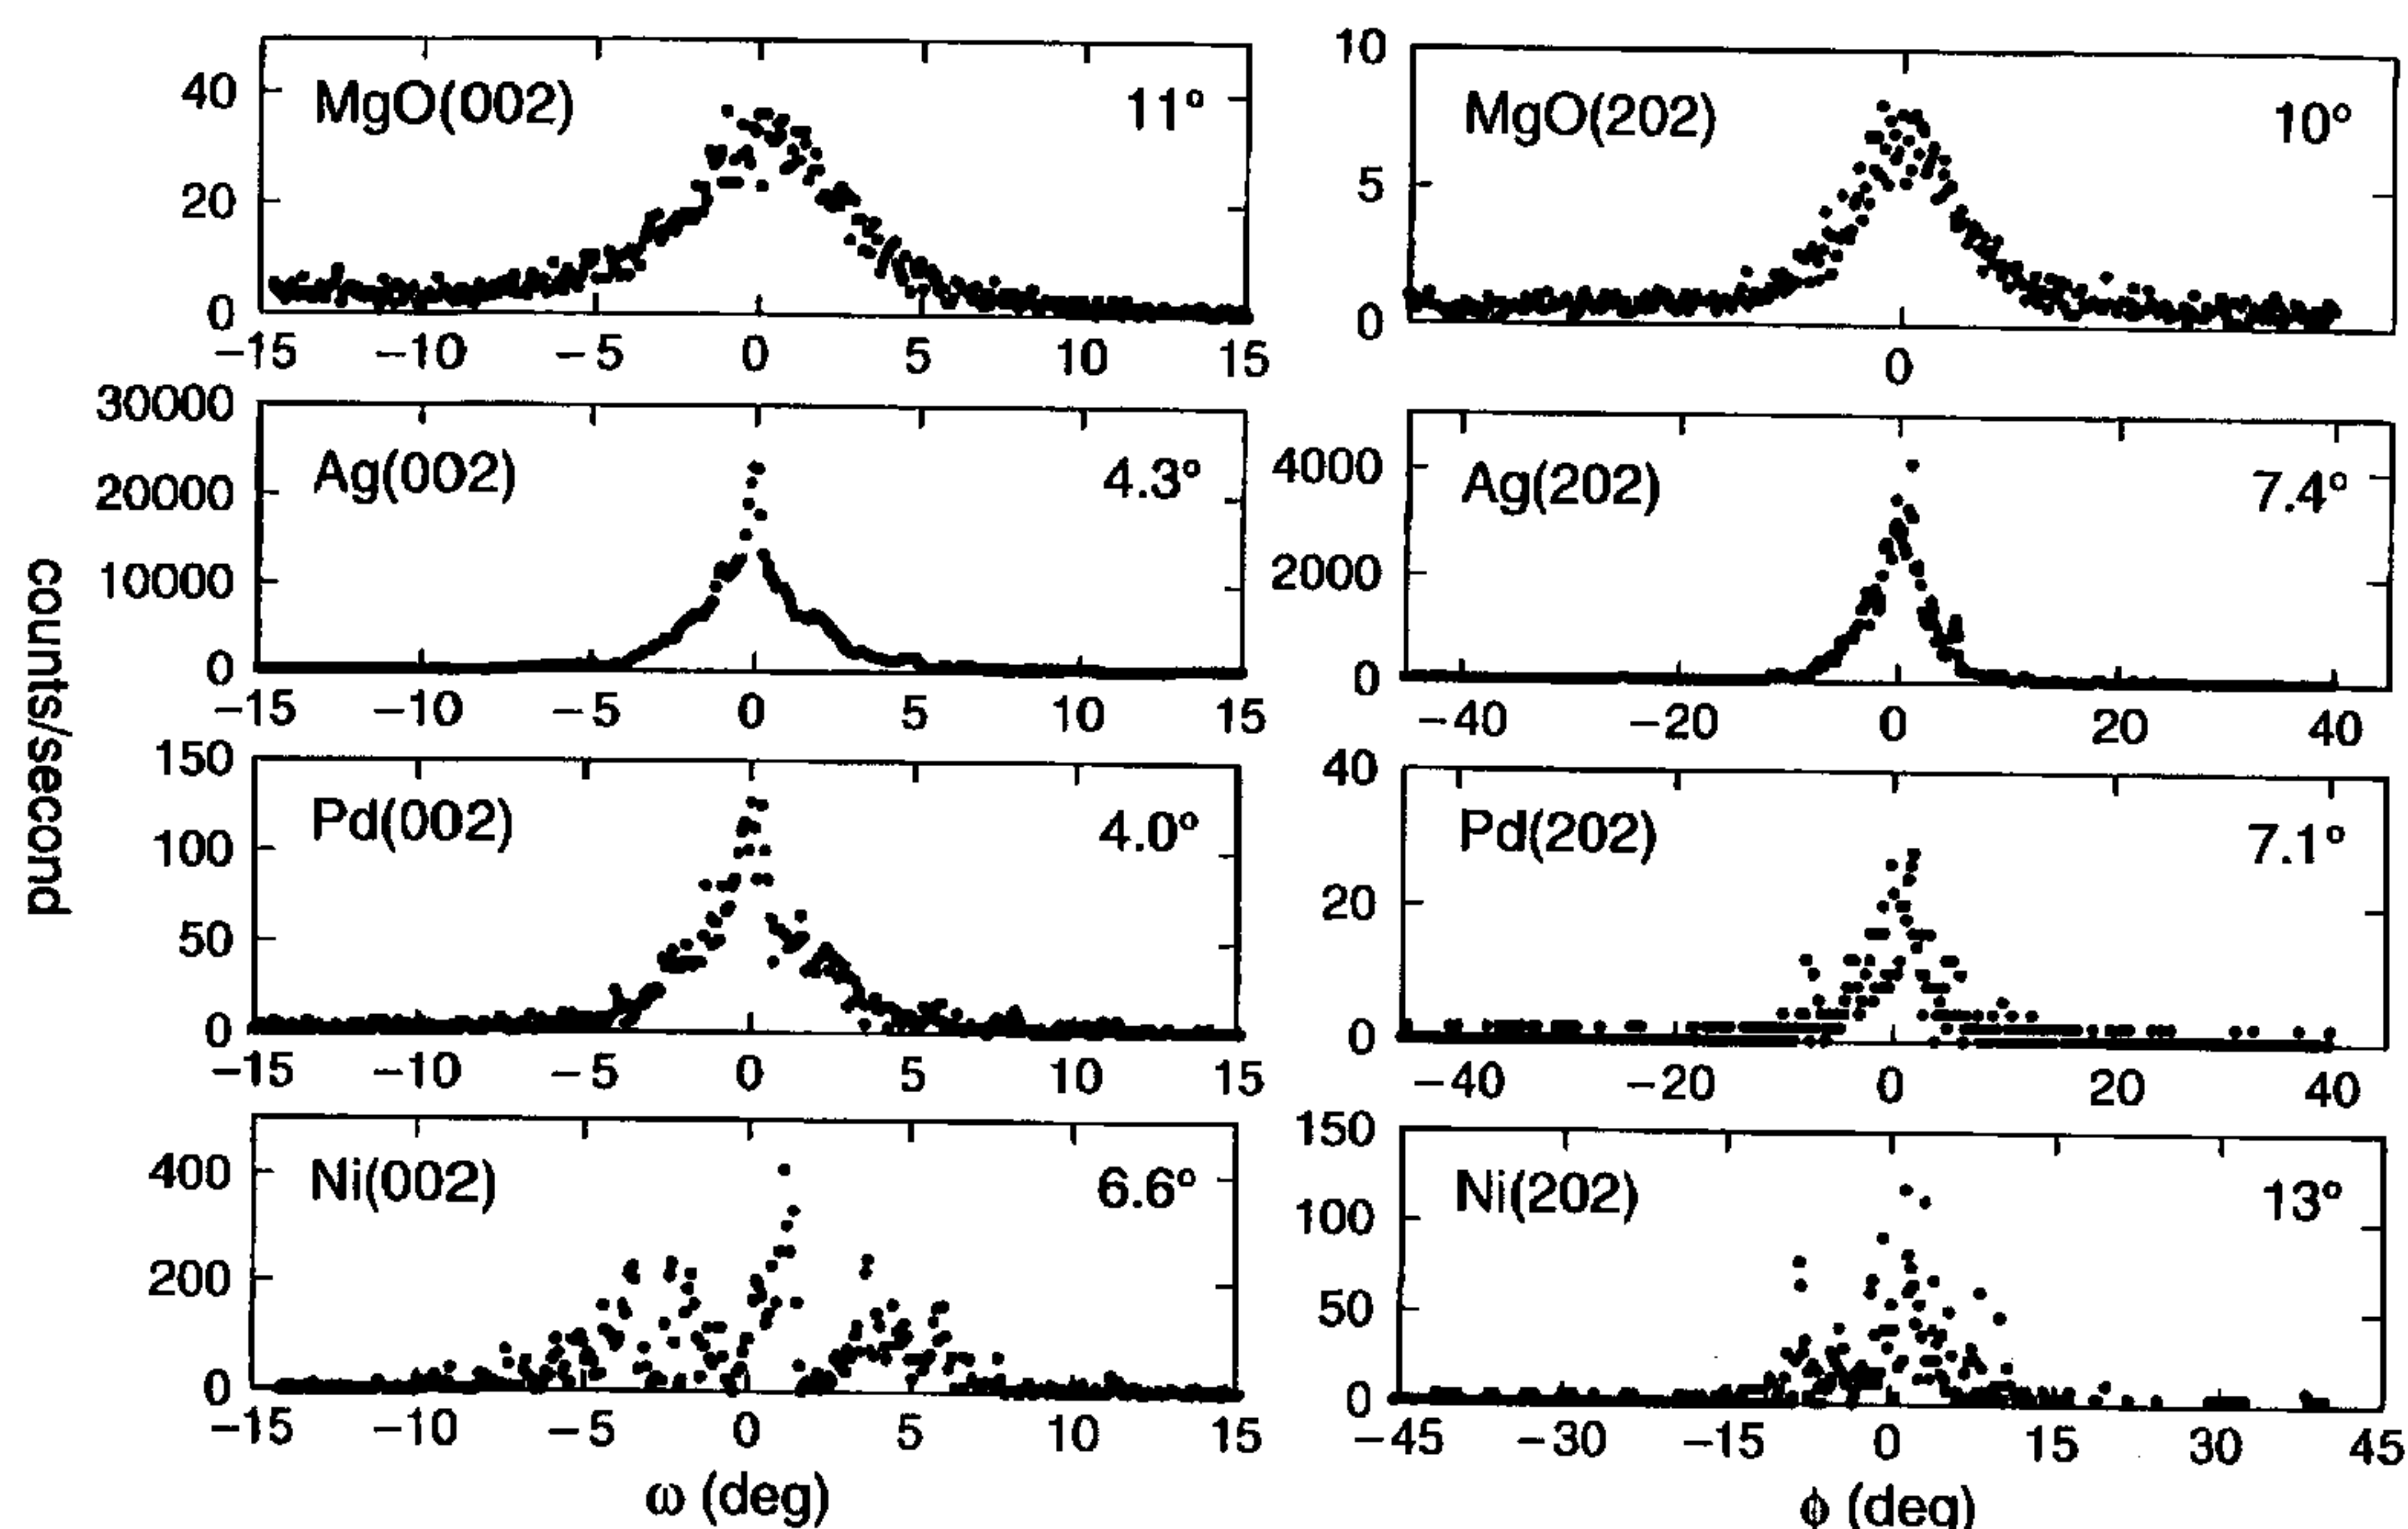 counts/second
40
20
0
MgO(002)
11°
−15 −10 −5 0 5 10 15
10
5
0
MgO(202)
10°
0
30000
20000
10000
0
Ag(002)
4.3°
−15 −10 −5 0 5 10 15
4000
2000
0
Ag(202)
7.4°
−40 −20 0 20 40
150
100
50
0
Pd(002)
4.0°
−15 −10 −5 0 5 10 15
40
20
0
Pd(202)
7.1°
−40 −20 0 20 40
400
200
0
Ni(002)
6.6°
−15 −10 −5 0 5 10 15
ω (deg)
150
100
50
0
Ni(202)
13°
−45 −30 −15 0 15 30 45
ϕ (deg)